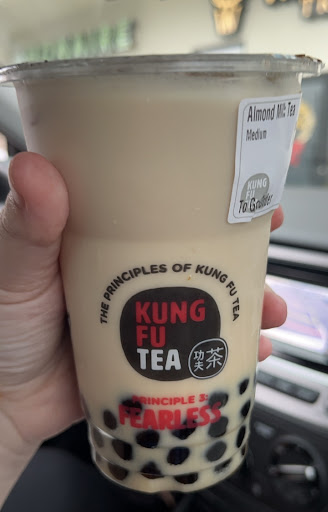 Almond Milk Tea
Medium
KUNG
FU
TEA
To Go
THE PRINCIPLES OF KUNG FU TEA
KUNG
FU
TEA
功夫
茶
PRINCIPLE 3:
FEARLESS